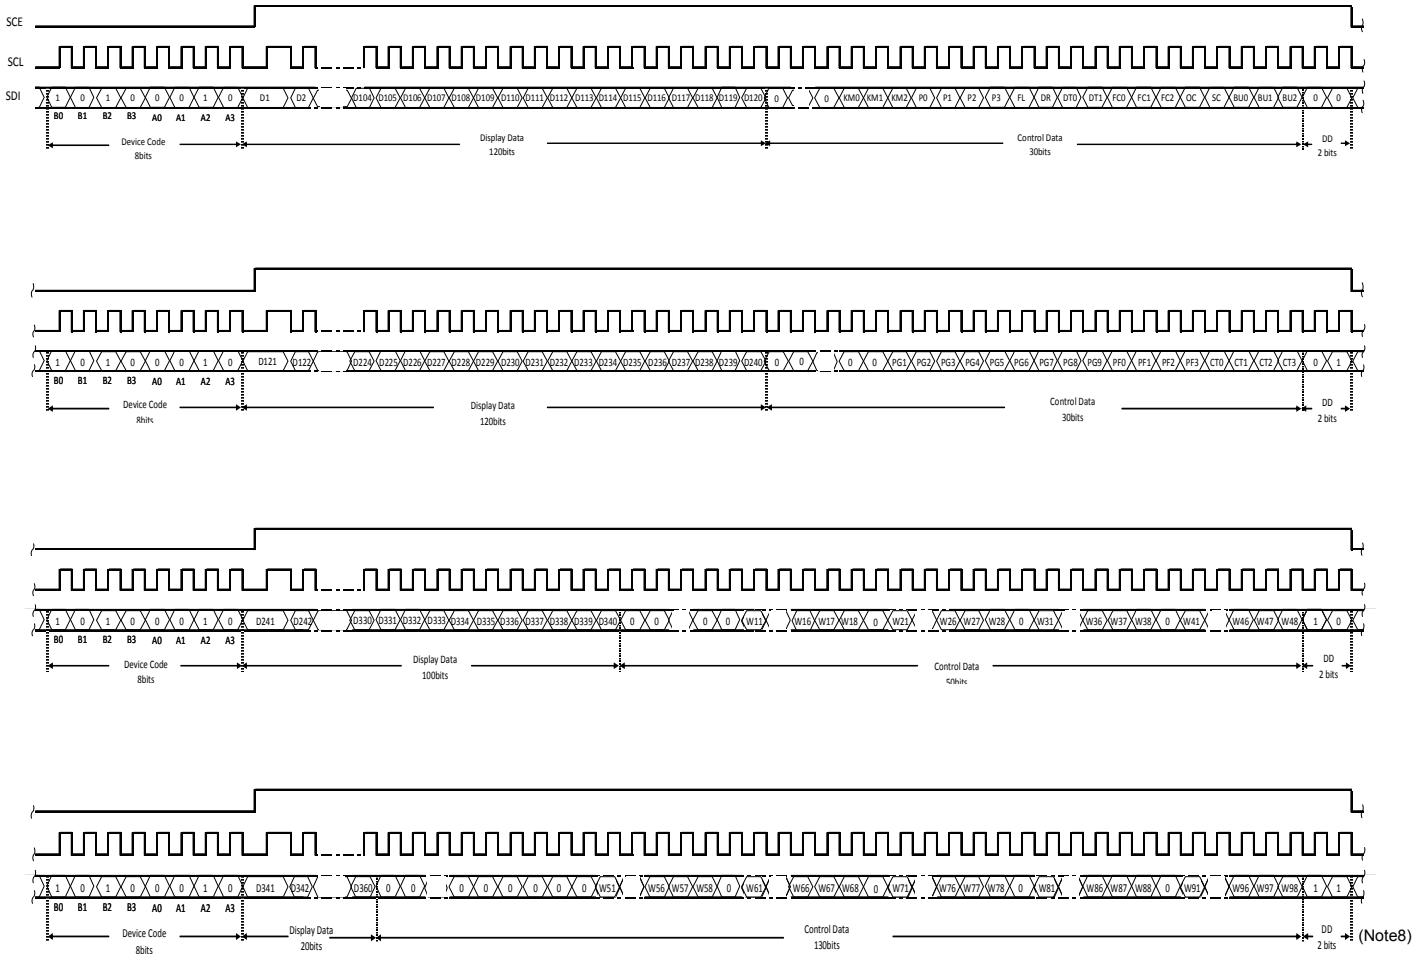 SCE
SCL
SDI 1 0 1 0 0 0 1 0 D1 D2 D104 D105 D106 D107 D108 D109 D110 D111 D112 D113 D114 D115 D116 D117 D118 D119 D120 0 0 KM0 KM1 KM2 P0 P1 P2 P3 FL DR DT0 DT1 FC0 FC1 FC2 OC SC BU0 BU1 BU2 0 0
B0 B1 B2 B3 A0 A1 A2 A3
Device Code Display Data Control Data DD
8bits 120bits 30bits 2 bits
1 0 1 0 0 0 1 0 D121 D122 D224 D225 D226 D227 D228 D229 D230 D231 D232 D233 D234 D235 D236 D237 D238 D239 D240 0 0 0 0 PG1 PG2 PG3 PG4 PG5 PG6 PG7 PG8 PG9 PF0 PF1 PF2 PF3 CT0 CT1 CT2 CT3 0 1
B0 B1 B2 B3 A0 A1 A2 A3
Device Code Display Data Control Data DD
8bits 120bits 30bits 2 bits
1 0 1 0 0 0 1 0 D241 D242 D330 D331 D332 D333 D334 D335 D336 D337 D338 D339 D340 0 0 0 0 W11 W16 W17 W18 0 W21 W26 W27 W28 0 W31 W36 W37 W38 0 W41 W46 W47 W48 1 0
B0 B1 B2 B3 A0 A1 A2 A3
Device Code Display Data Control Data DD
8bits 100bits 50bits 2 bits
1 0 1 0 0 0 1 0 D341 D342 D360 0 0 0 0 0 0 0 0 W51 W56 W57 W58 0 W61 W66 W67 W68 0 W71 W76 W77 W78 0 W81 W86 W87 W88 0 W91 W96 W97 W98 1 1
B0 B1 B2 B3 A0 A1 A2 A3
Device Code Display Data Control Data DD
8bits 20bits 130bits 2 bits (Note8)